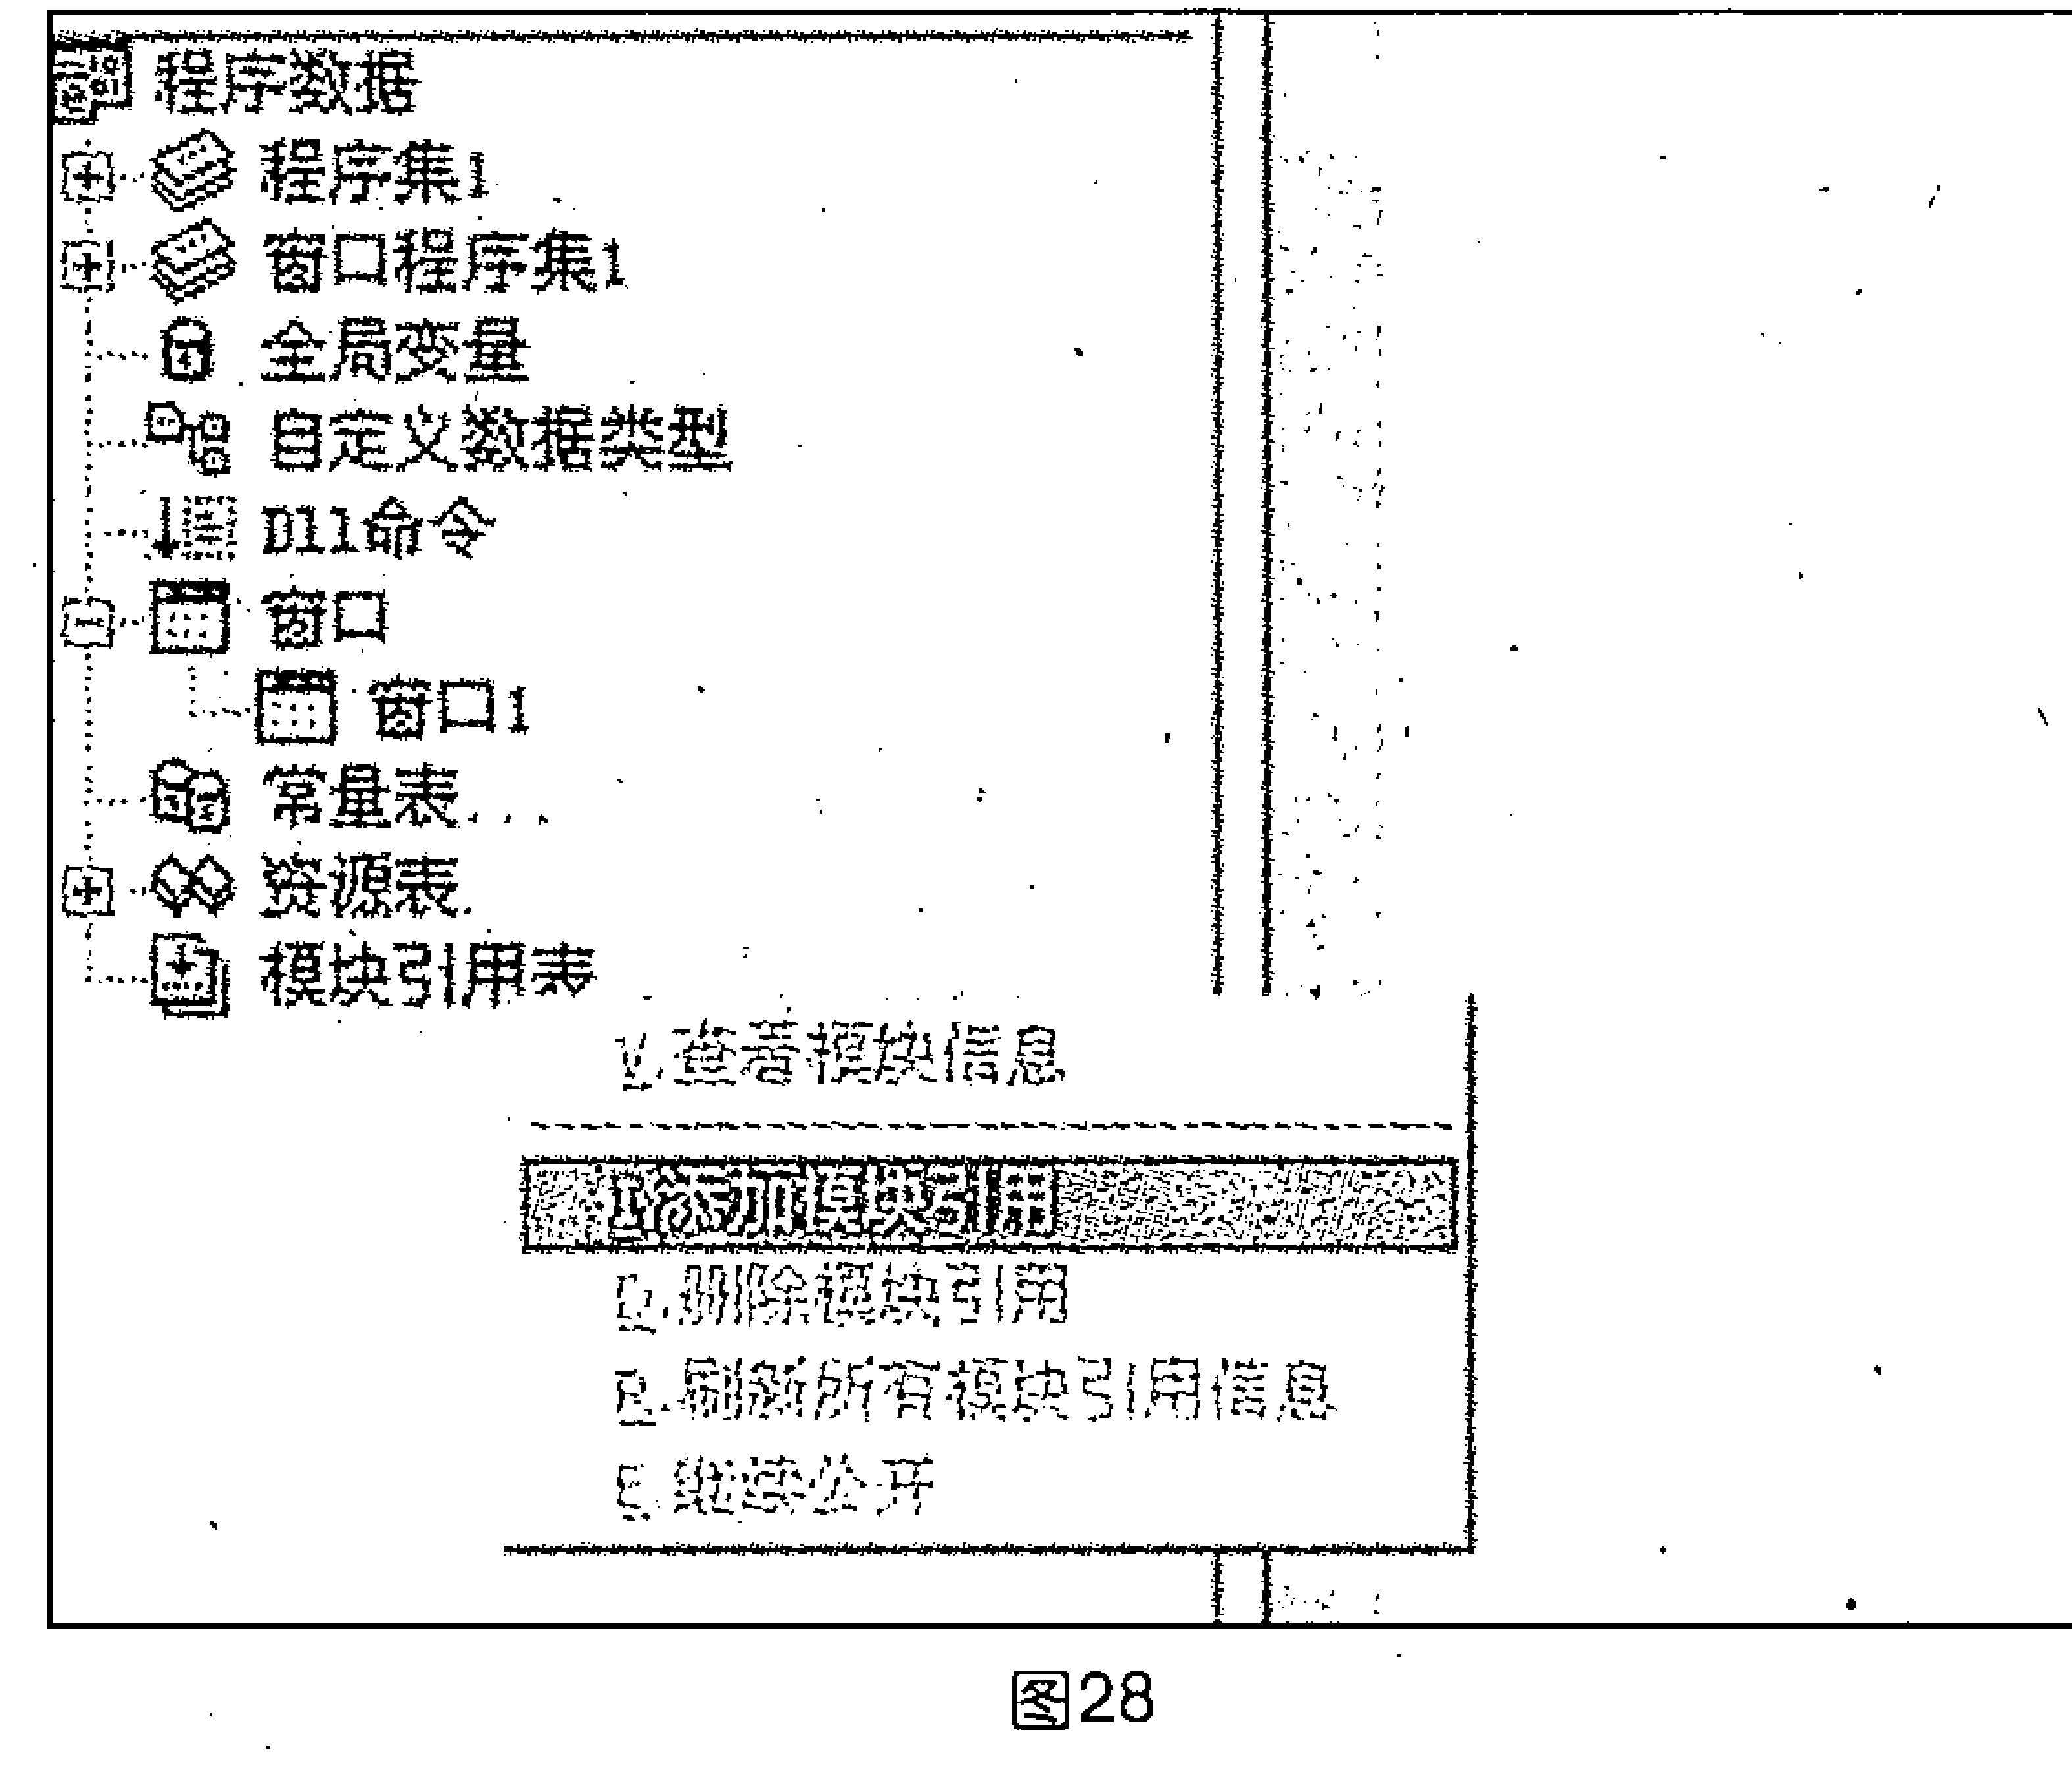 程序数据
程序集1
窗口程序集1
全局变量
自定义数据类型
Dll命令
窗口
窗口1
常量表...
资源表.
模块引用表
V.查看模块信息
I.添加模块引用
D.删除模块引用
R.刷新所有模块引用信息
E.继续公开
图28